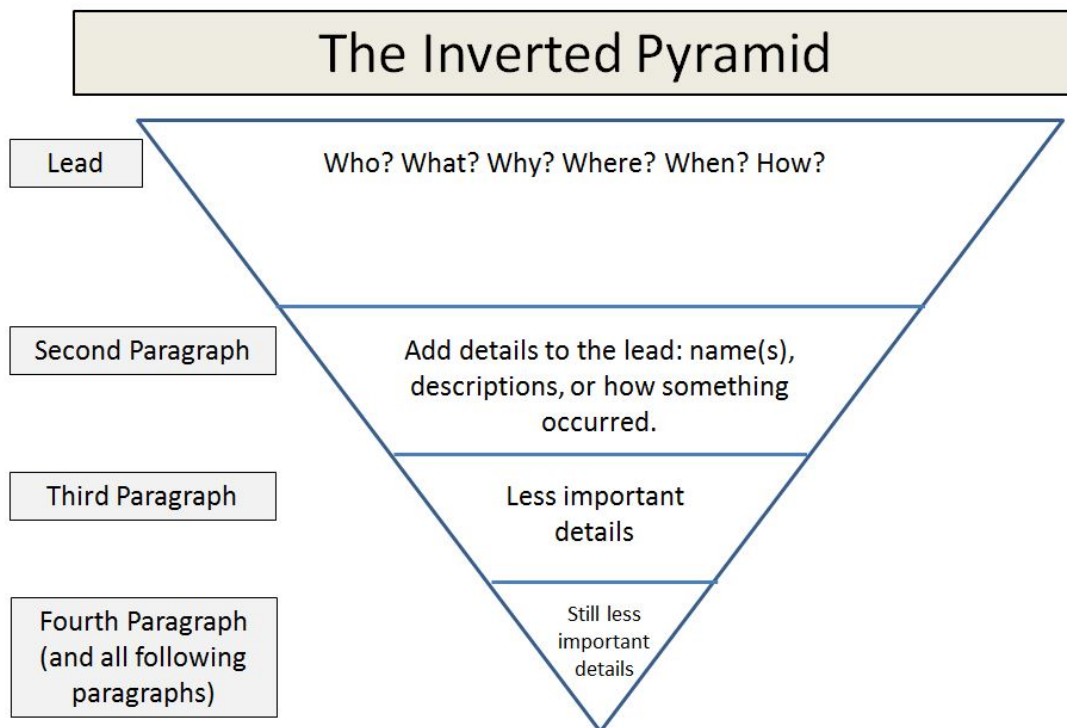 The Inverted Pyramid
Lead
Who? What? Why? Where? When? How?
Second Paragraph
Add details to the lead: name(s),
descriptions, or how something
occurred.
Third Paragraph
Less important
details
Fourth Paragraph
(and all following
paragraphs)
Still less
important
details